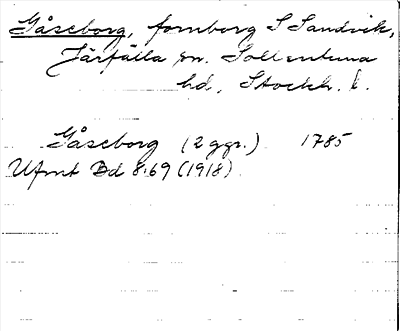 Gåseborg, fornborg S Sandvik,
Järfälla sn. Sollentuna
hd, Stockh. l.
Gåseborg (2 ggr.) 1785
Ufmt Bd 8:69 (1918)